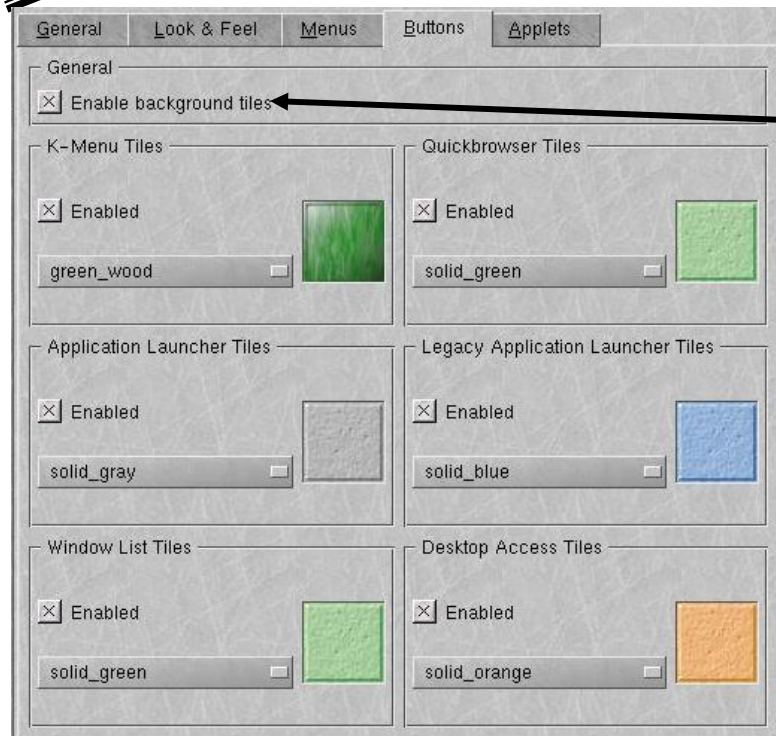 General Look & Feel Menus Buttons Applets
General
Enable background tiles
K-Menu Tiles
Enabled
green_wood
Quickbrowser Tiles
Enabled
solid_green
Application Launcher Tiles
Enabled
solid_gray
Legacy Application Launcher Tiles
Enabled
solid_blue
Window List Tiles
Enabled
solid_green
Desktop Access Tiles
Enabled
solid_orange